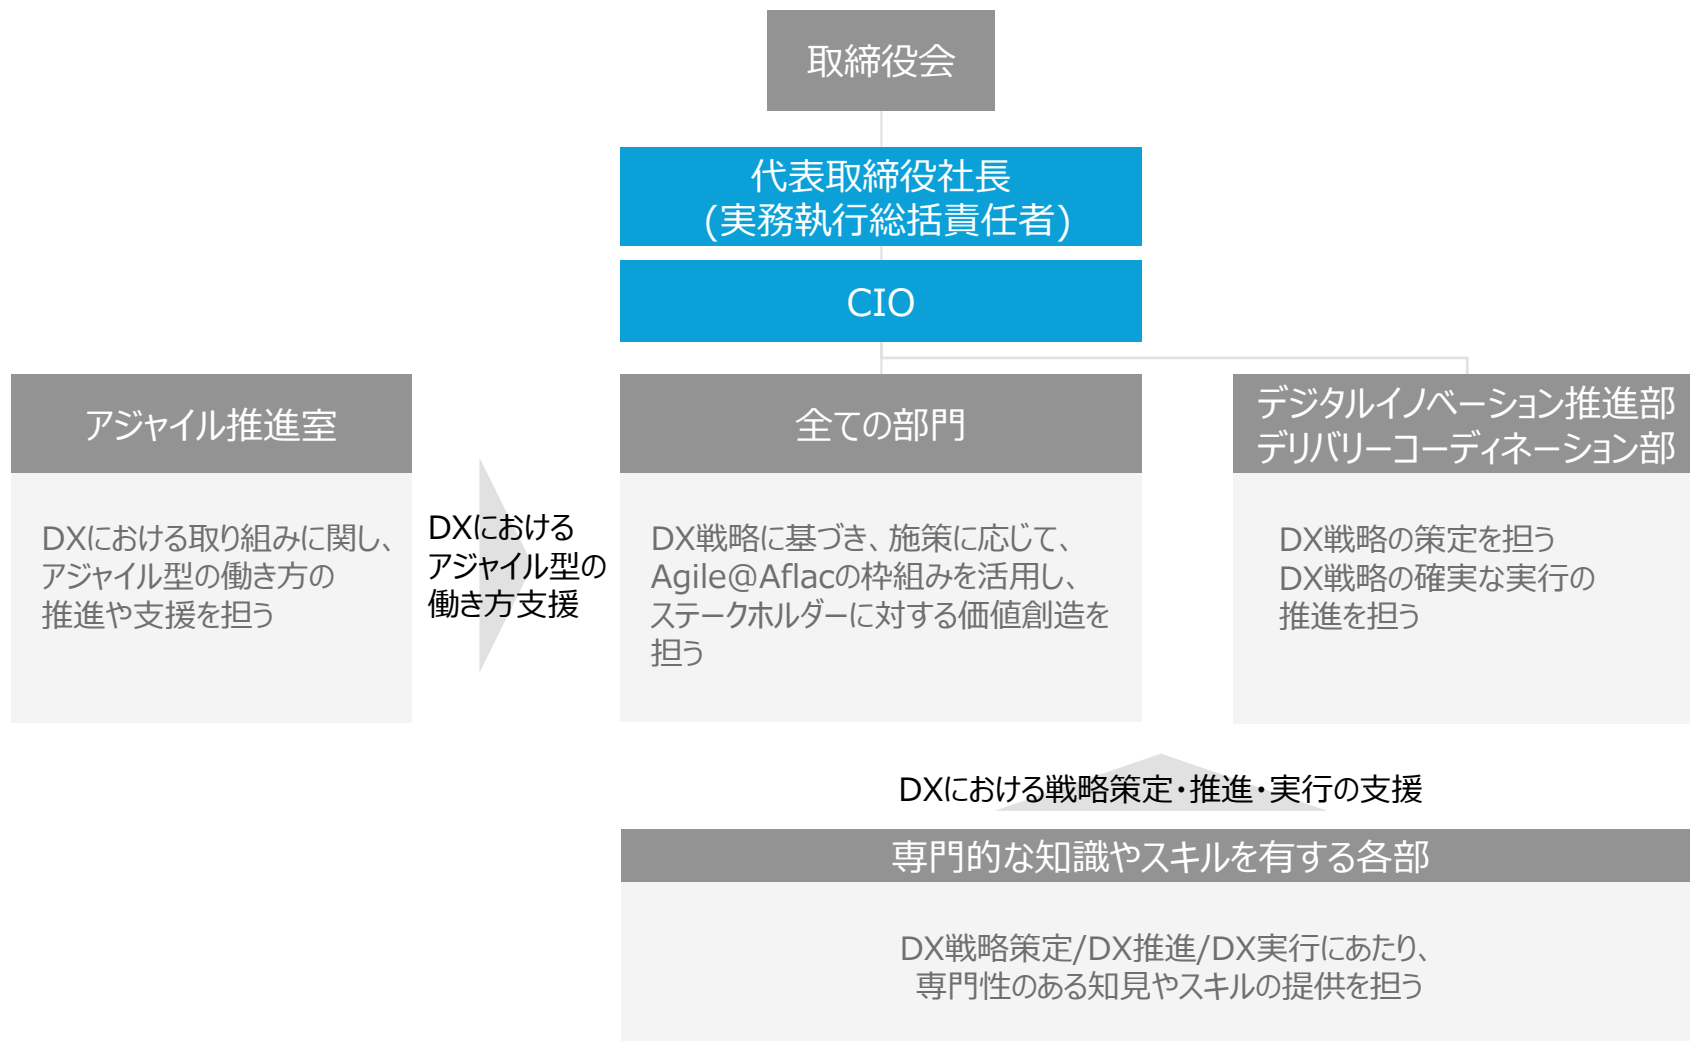 取締役会
代表取締役社長
(実務執行総括責任者)
CIO
アジャイル推進室
DXにおける取り組みに関し、
アジャイル型の働き方の
推進や支援を担う
DXにおける
アジャイル型の
働き方支援
全ての部門
DX戦略に基づき、施策に応じて、
Agile@Aflacの枠組みを活用し、
ステークホルダーに対する価値創造を
担う
デジタルイノベーション推進部
デリバリーコーディネーション部
DX戦略の策定を担う
DX戦略の確実な実行の
推進を担う
DXにおける戦略策定・推進・実行の支援
専門的な知識やスキルを有する各部
DX戦略策定/DX推進/DX実行にあたり、
専門性のある知見やスキルの提供を担う